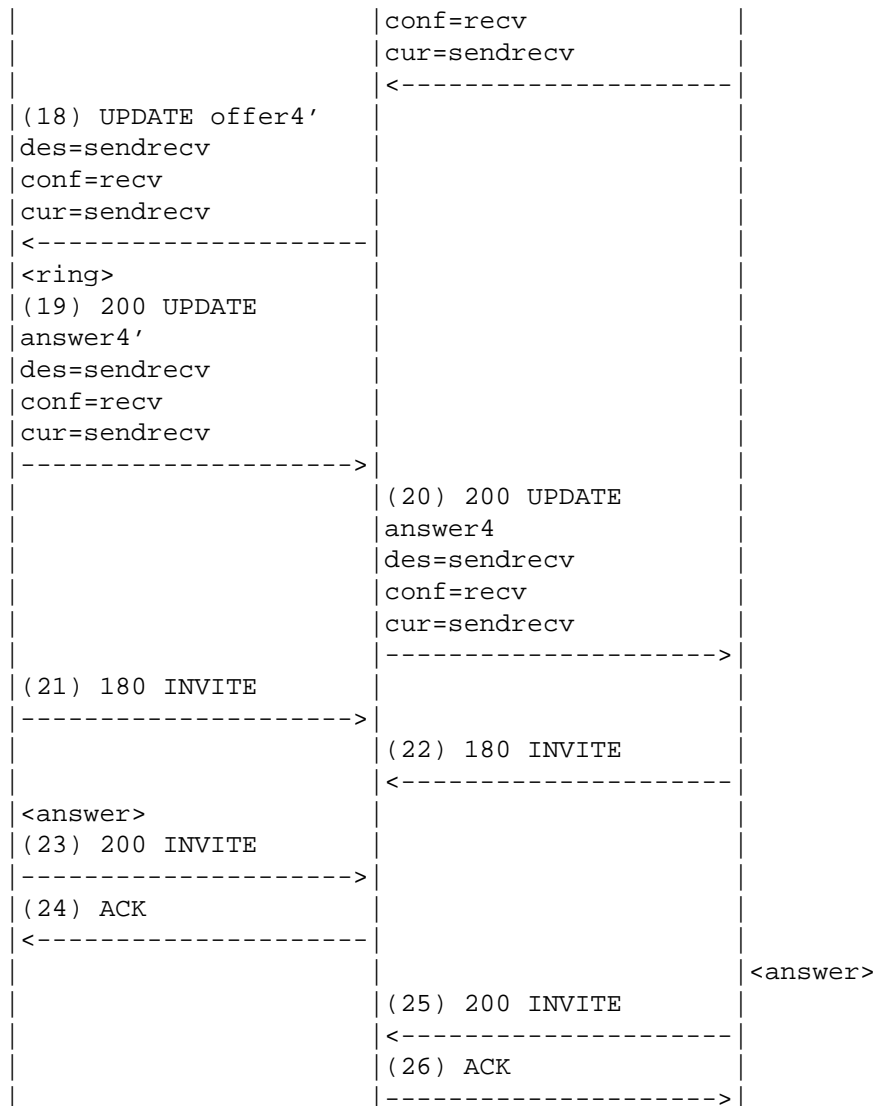 |                     |conf=recv            |
|                     |cur=sendrecv         |
|                     |<--------------------|
|(18) UPDATE offer4'  |                     |
|des=sendrecv         |                     |
|conf=recv            |                     |
|cur=sendrecv         |                     |
|<--------------------|                     |
|<ring>               |                     |
|(19) 200 UPDATE      |                     |
|answer4'             |                     |
|des=sendrecv         |                     |
|conf=recv            |                     |
|cur=sendrecv         |                     |
|-------------------->|                     |
|                     |(20) 200 UPDATE      |
|                     |answer4              |
|                     |des=sendrecv         |
|                     |conf=recv            |
|                     |cur=sendrecv         |
|                     |-------------------->|
|(21) 180 INVITE      |                     |
|-------------------->|                     |
|                     |(22) 180 INVITE      |
|                     |<--------------------|
|<answer>             |                     |
|(23) 200 INVITE      |                     |
|-------------------->|                     |
|(24) ACK             |                     |
|<--------------------|                     |
|                     |                     |<answer>
|                     |(25) 200 INVITE      |
|                     |<--------------------|
|                     |(26) ACK             |
|                     |-------------------->|